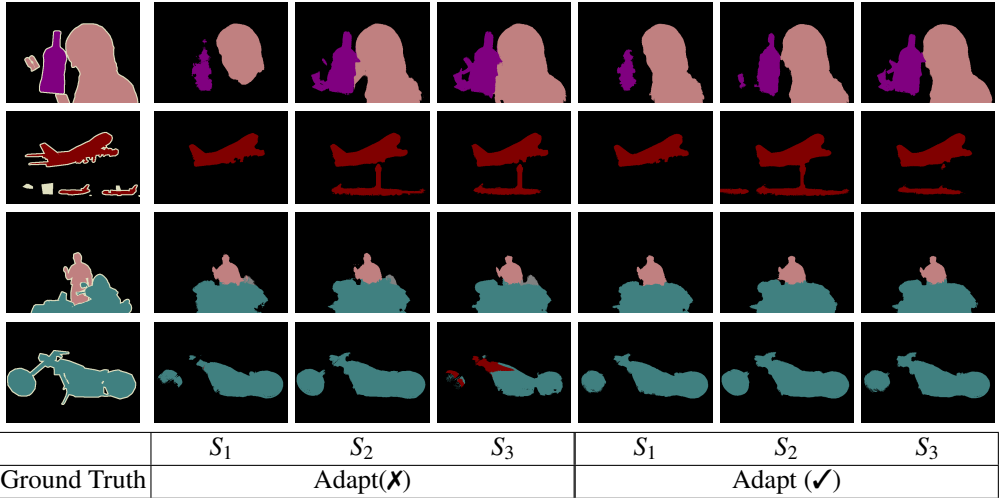 S₁ S₂ S₃ S₁ S₂ S₃
Ground Truth Adapt(✗) Adapt (✓)